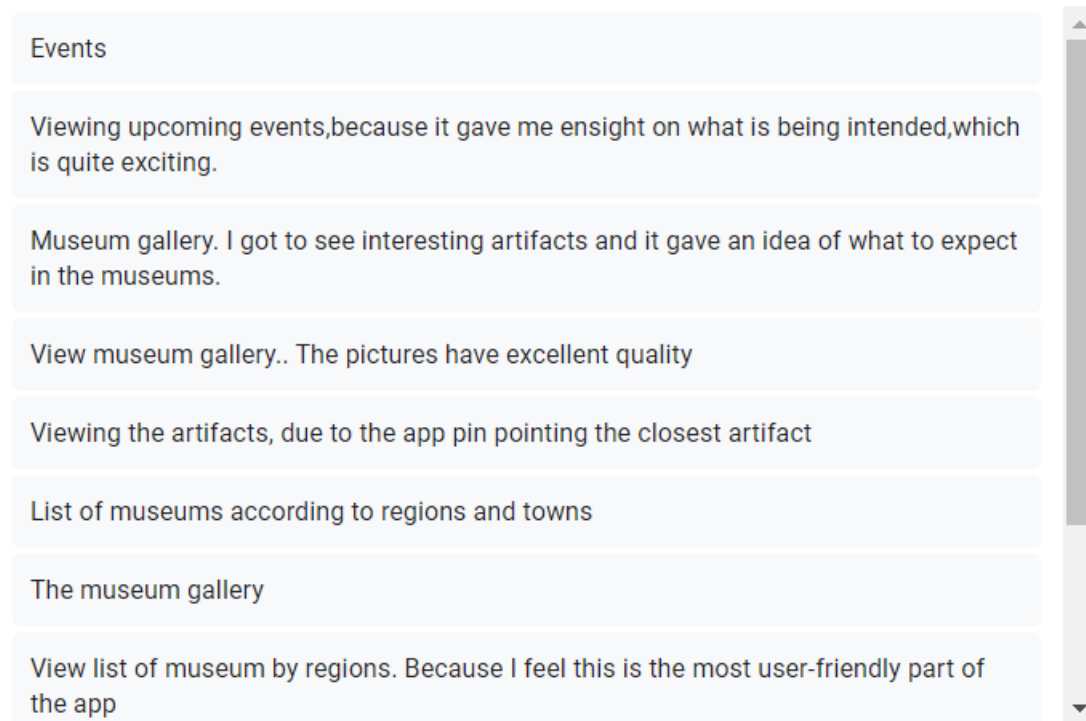 Events
Viewing upcoming events,because it gave me ensight on what is being intended,which
is quite exciting.
Museum gallery. I got to see interesting artifacts and it gave an idea of what to expect
in the museums.
View museum gallery.. The pictures have excellent quality
Viewing the artifacts, due to the app pin pointing the closest artifact
List of museums according to regions and towns
The museum gallery
View list of museum by regions. Because I feel this is the most user-friendly part of
the app